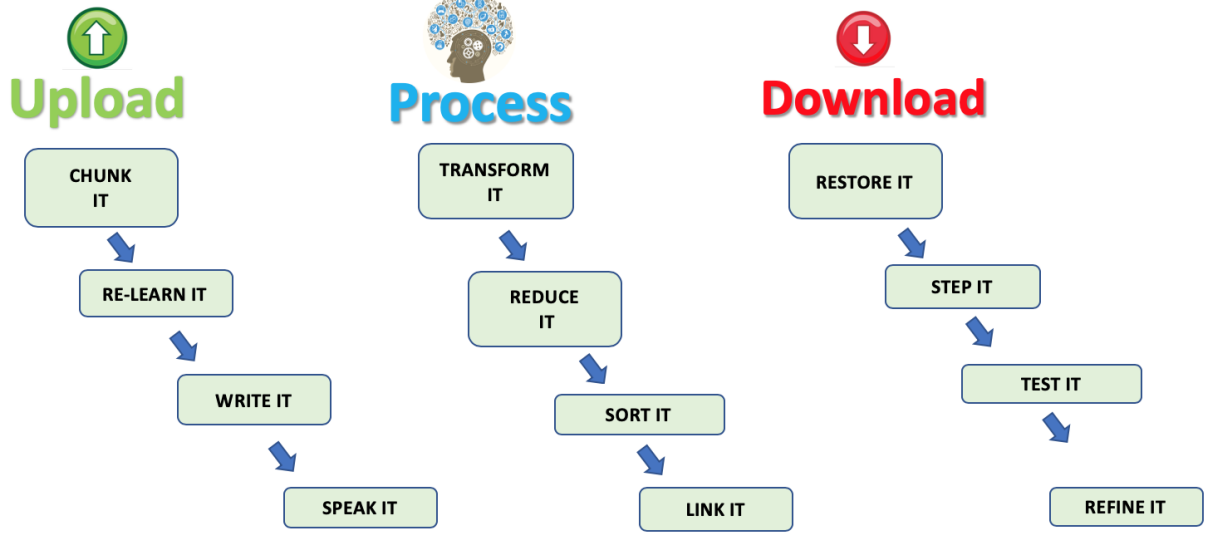 Upload
CHUNK
IT
RE-LEARN IT
WRITE IT
SPEAK IT
Process
TRANSFORM
IT
REDUCE
IT
SORT IT
LINK IT
Download
RESTORE IT
STEP IT
TEST IT
REFINE IT